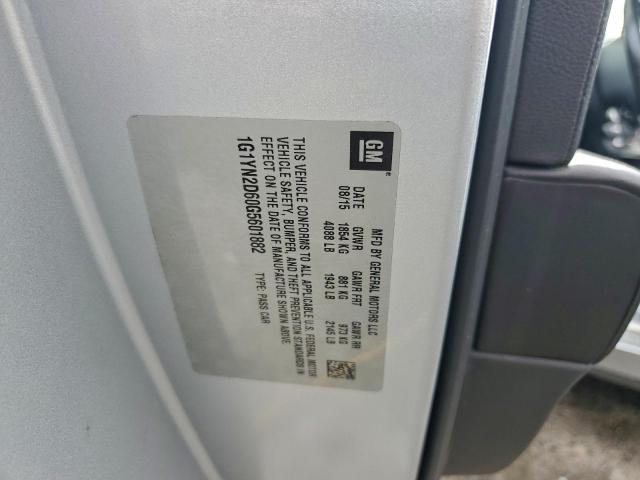 GM
MFD BY GENERAL MOTORS LLC
DATE GVWR GAWR FRT GAWR RR
08/15 1854 KG 881 KG 973 KG
4088 LB 1943 LB 2145 LB
THIS VEHICLE CONFORMS TO ALL APPLICABLE U.S. FEDERAL MOTOR
VEHICLE SAFETY, BUMPER, AND THEFT PREVENTION STANDARDS IN
EFFECT ON THE DATE OF MANUFACTURE SHOWN ABOVE.
1G1YN2D60G5601882 TYPE: PASS CAR